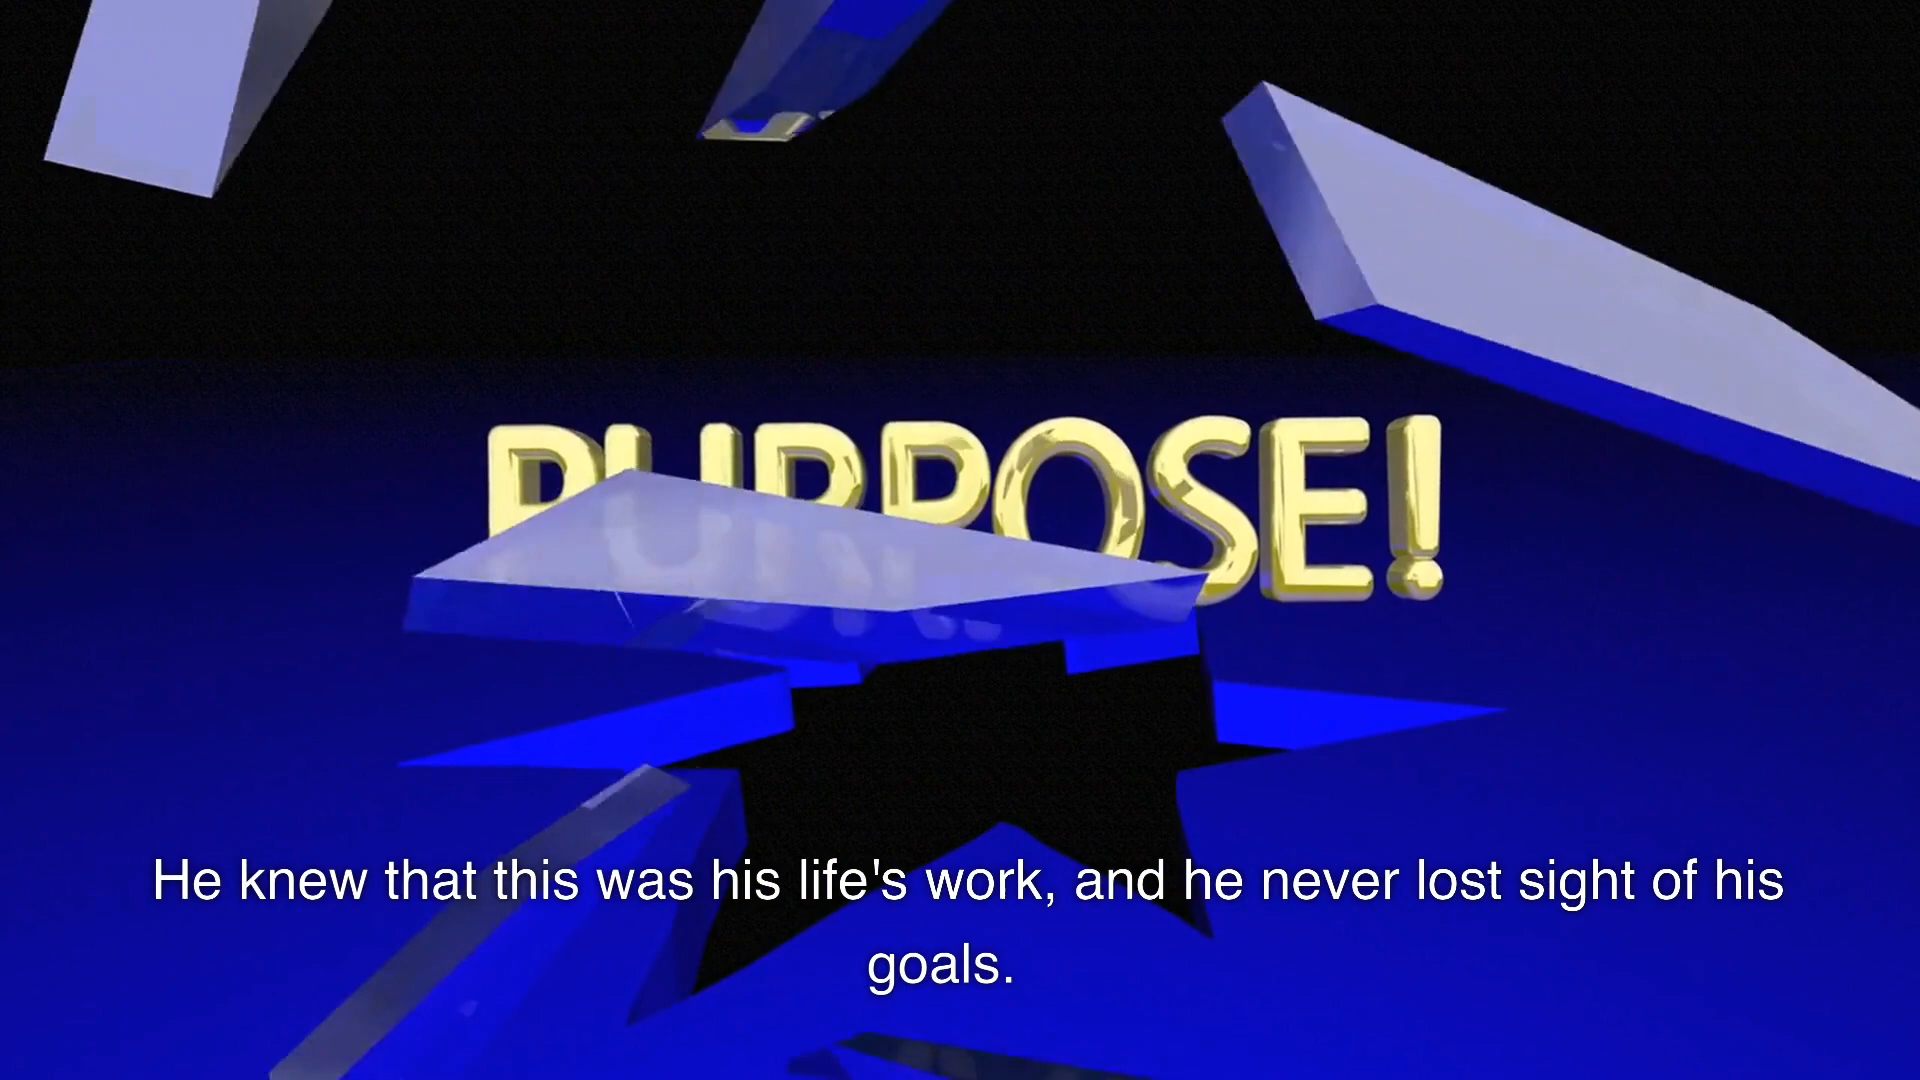 PURPOSE!
He knew that this was his life's work, and he never lost sight of his
goals.